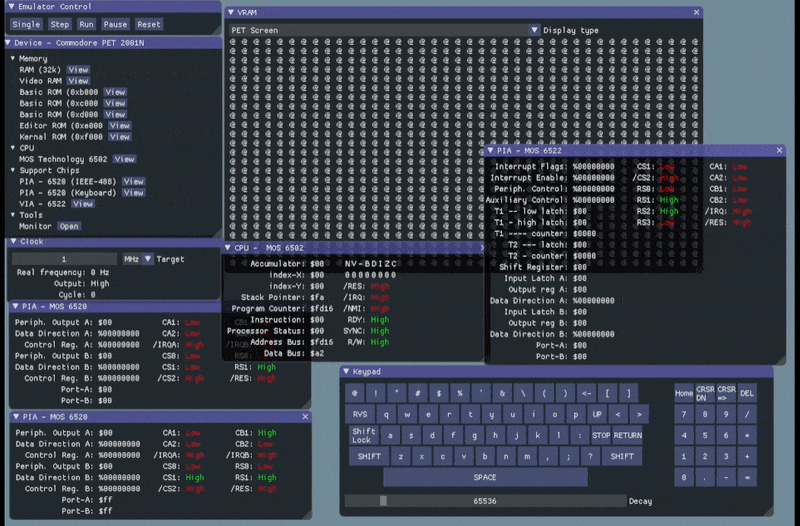 Emulator Control
Single Step Run Pause Reset
Device - Commodore PET 2001N
Memory
RAM (32k) View
Video RAM View
Basic ROM (0xb000 View
Basic ROM (0xc000 View
Basic ROM (0xd000 View
Editor ROM (0xe000 View
Kernal ROM (0xf000 View
CPU
MOS Technology 6502 View
Support Chips
PIA - 6520 (IEEE-488) View
PIA - 6520 (Keyboard) View
VIA - 6522 View
Tools
Monitor Open
Clock
1 MHz Target
Real frequency: 0 Hz
Output: High
Cycle: 0
PIA - MOS 6520
Periph. Output A: $00 CA1: Low
Data Direction A: %00000000 CA2: Low
Control Reg. A: %00000000 /IRQA: High
Periph. Output B: $00 CS0: Low
Data Direction B: %00000000 CS1: High RS1: High
Control Reg. B: %00000000 /CS2: High /RES: High
Port-A: $00
Port-B: $00
PIA - MOS 6520
Periph. Output A: $00 CA1: Low CB1: High
Data Direction A: %00000000 CA2: Low CB2: Low
Control Reg. A: %00000000 /IRQA: High /IRQB: High
Periph. Output B: $00 CS0: Low RS0: Low
Data Direction B: %00000000 CS1: High RS1: High
Control Reg. B: %00000000 /CS2: High /RES: High
Port-A: $ff
Port-B: $ff
VRAM
PET Screen Display type
CPU - MOS 6502
Accumulator: $00 NV-BDIZC
index-X: $00 00000000
index-Y: $00 /RES: High
Stack Pointer: $fa /IRQ: High
Program Counter: $fd16 /NMI: High
Instruction: $00 RDY: High
Processor Status: $00 SYNC: High
Address Bus: $fd16 R/W: High
Data Bus: $a2
PIA - MOS 6522
Interrupt Flags: %00000000 CS1: Low CA1: Low
Interrupt Enable: %00000000 /CS2: High CA2: Low
Periph. Control: %00000000 RS0: Low CB1: Low
Auxiliary Control: %00000000 RS1: High CB2: Low
T1 -- low latch: $00 RS2: High /IRQ: High
T1 - high latch: $00 RS3: Low /RES: High
T1 ---- counter: $0000
T2 --- latch: $00
T2 - counter: $0000
Shift Register: $00
Input Latch A: $00
Output reg A: $00
Data Direction A: %00000000
Input Latch B: $00
Output reg B: $00
Data Direction B: %00000000
Port-A: $00
Port-B: $00
Keypad
@ ! " # $ % ' & \ ( ) <- [ ] Home CRSR DN CRSR => DEL
RVS q w e r t y u i o p UP < > 7 8 9 /
Shift Lock a s d f g h j k l : STOP RETURN 4 5 6 *
SHIFT z x c v b n m , ; ? SHIFT 1 2 3 +
SPACE 0 . - =
65536 Decay